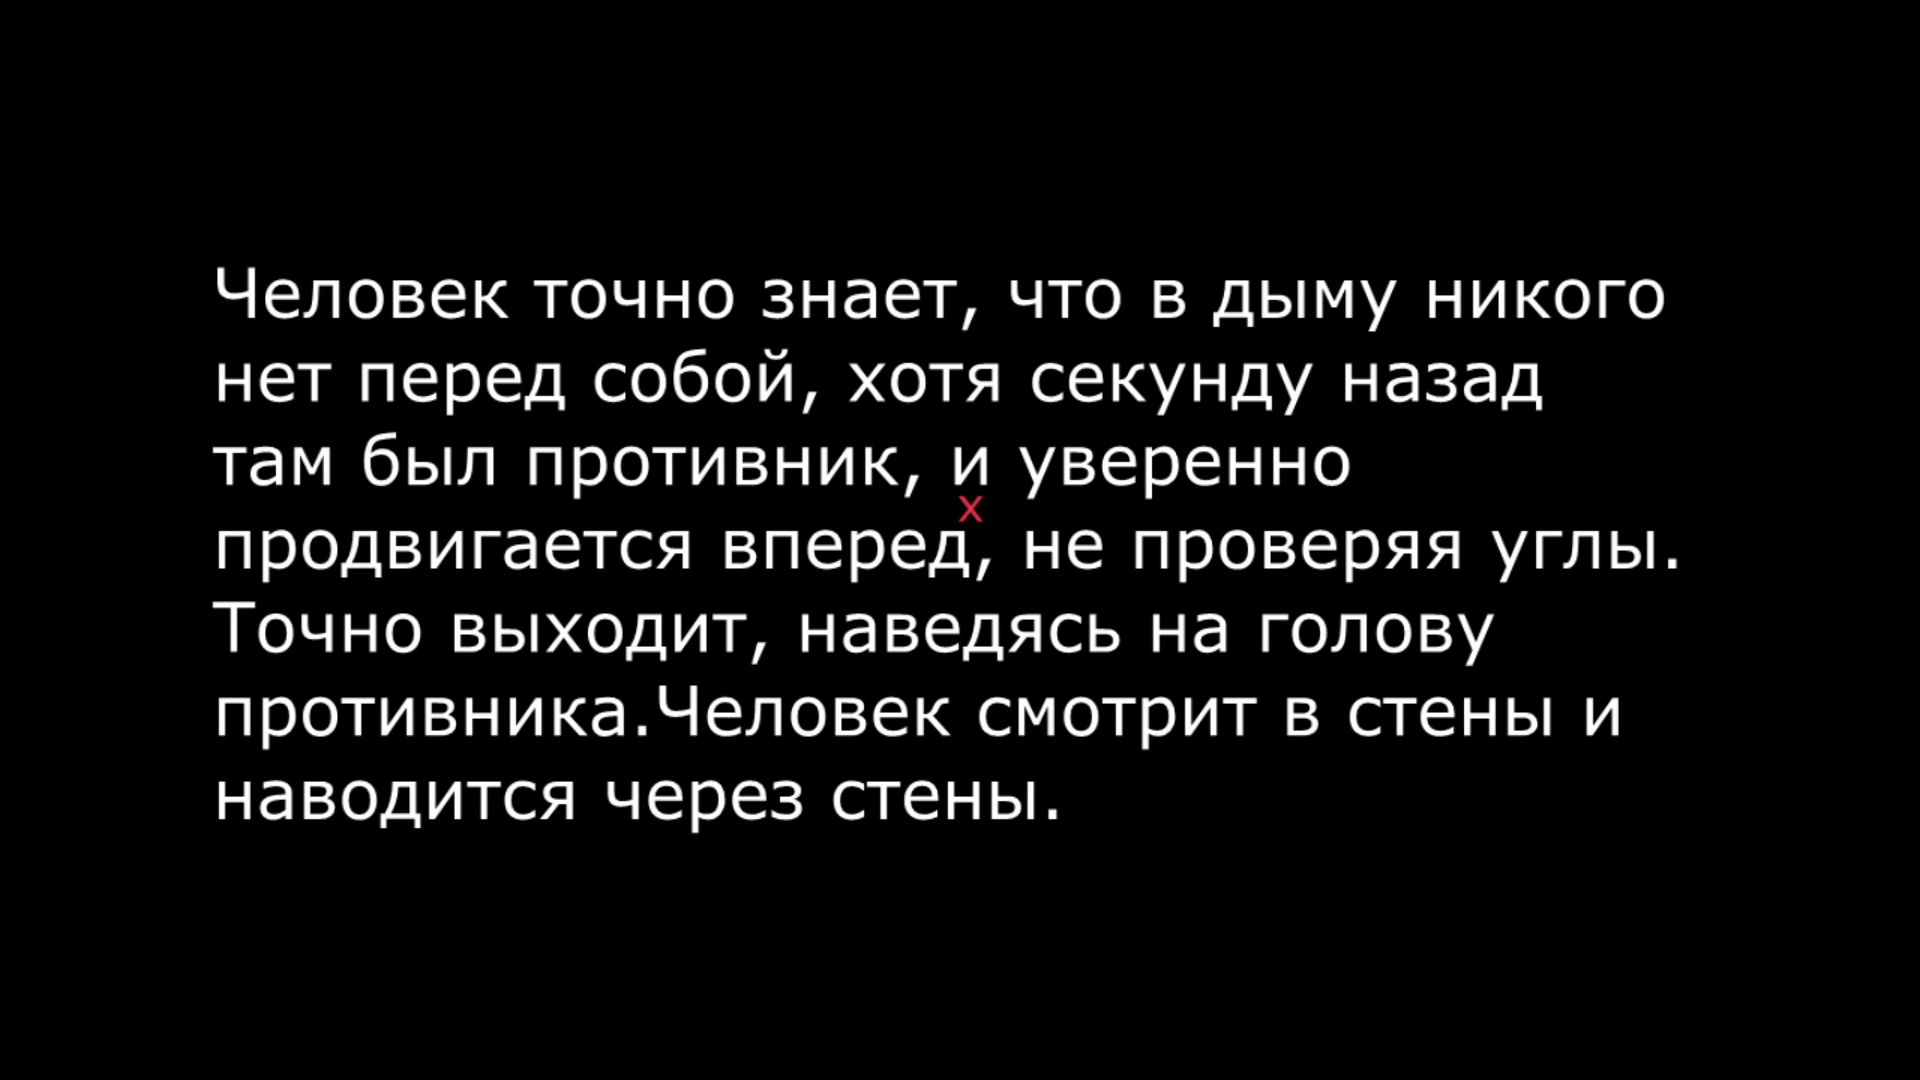 Человек точно знает, что в дыму никого
нет перед собой, хотя секунду назад
там был противник, и уверенно
x
продвигается вперед, не проверяя углы.
Точно выходит, наведясь на голову
противника.Человек смотрит в стены и
наводится через стены.